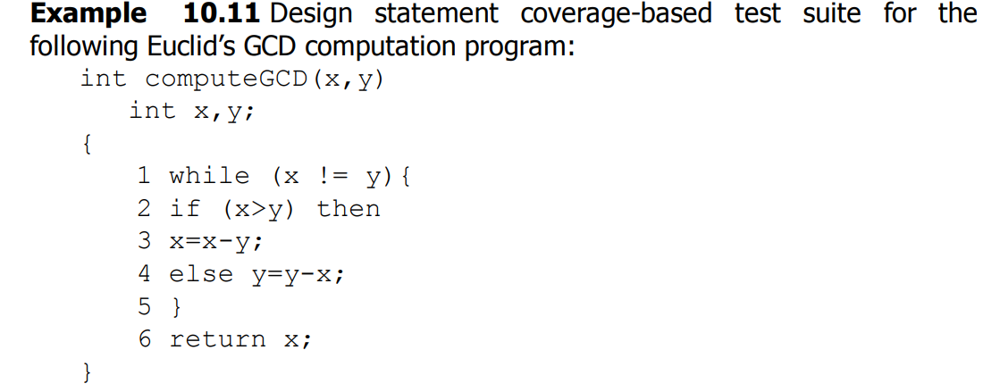 Example 10.11 Design statement coverage-based test suite for the
following Euclid’s GCD computation program:
int computeGCD(x,y)
int x,y;
{
1 while (x != y){
2 if (x>y) then
3 x=x-y;
4 else y=y-x;
5 }
6 return x;
}